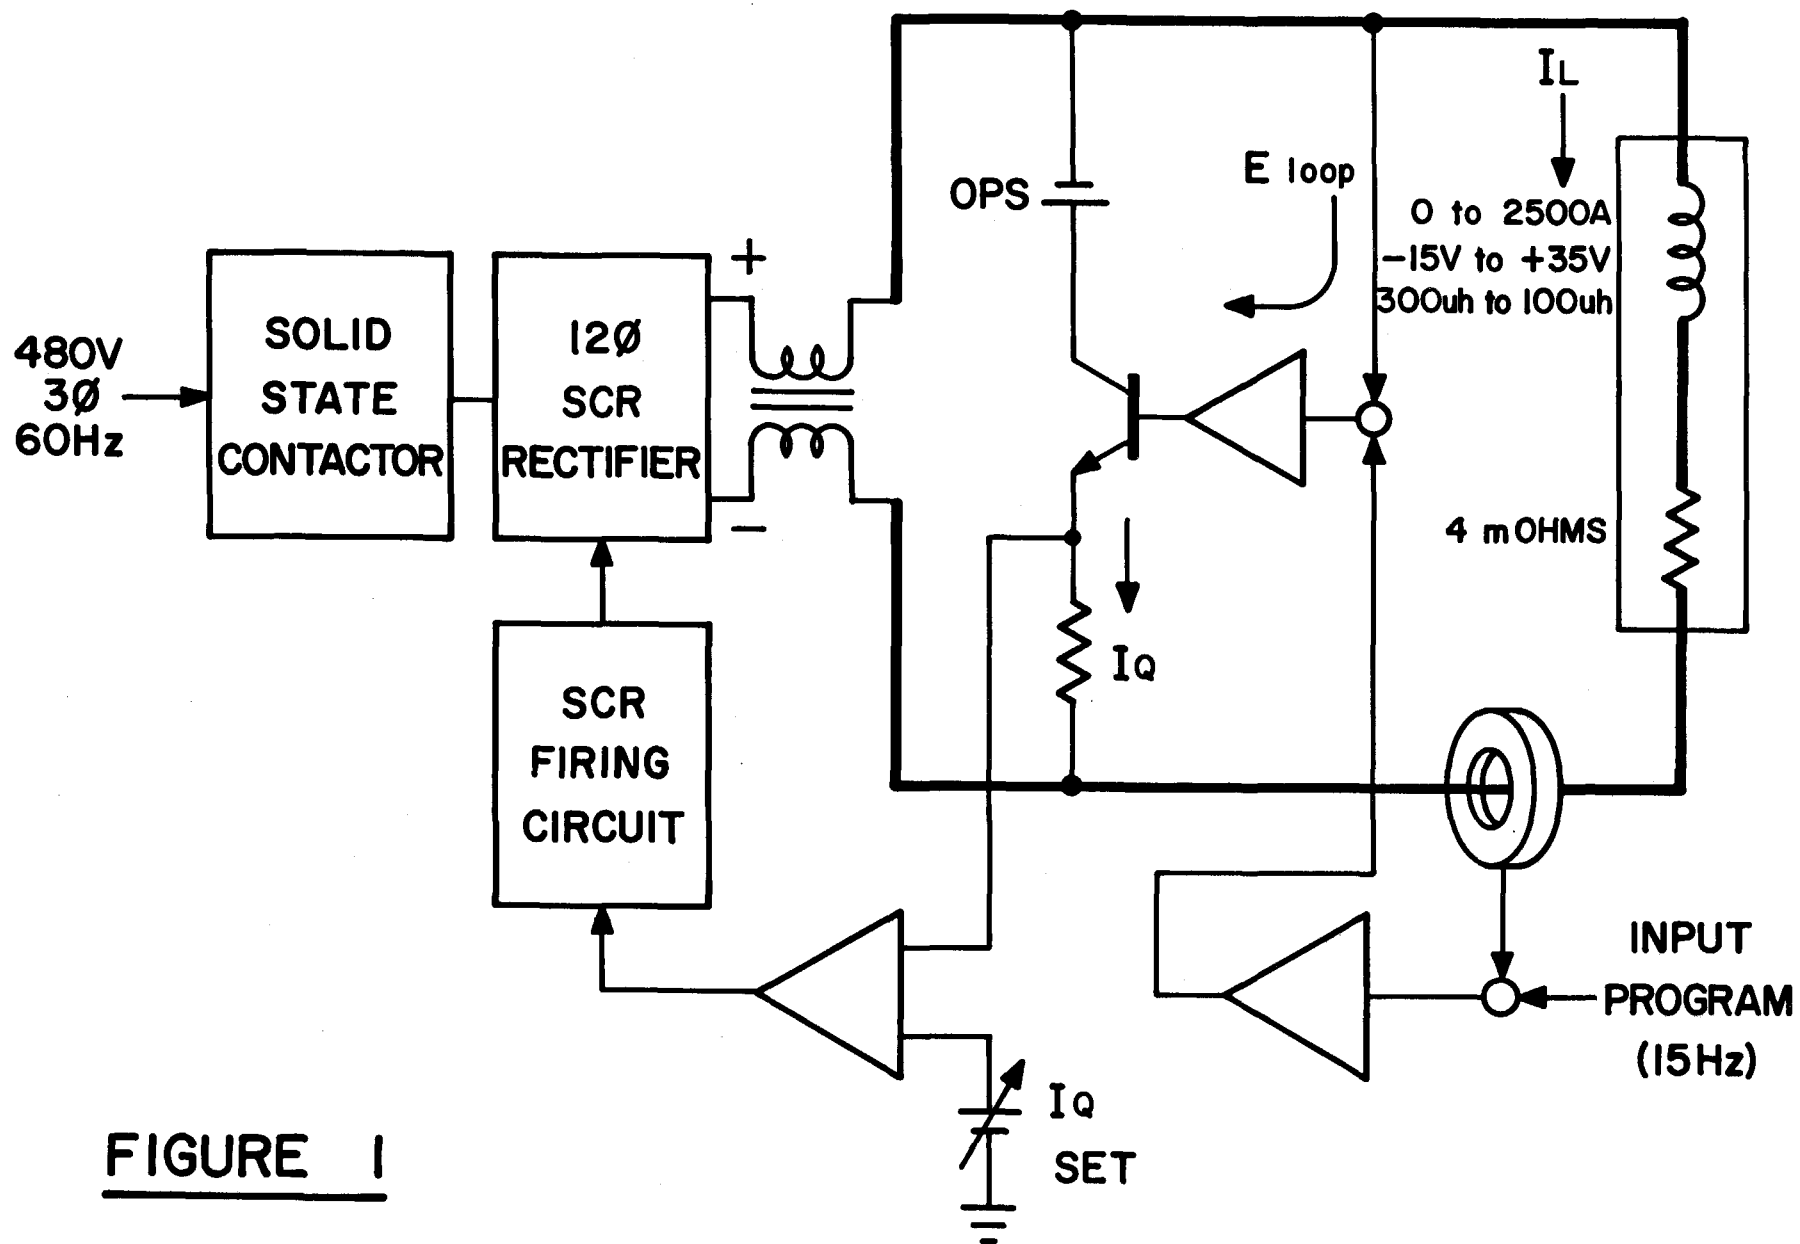 480V
3Ø
60Hz
SOLID
STATE
CONTACTOR
12Ø
SCR
RECTIFIER
+
−
SCR
FIRING
CIRCUIT
OPS
E loop
IL
0 to 2500A
−15V to +35V
300uh to 100uh
4 mOHMS
IQ
INPUT
PROGRAM
(15Hz)
IQ
SET
FIGURE 1